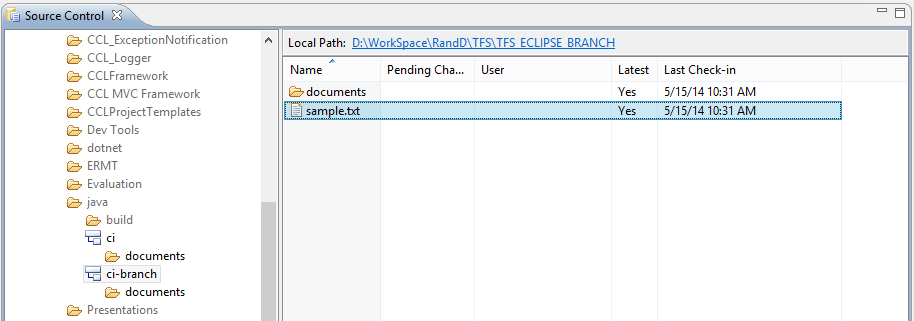 Source Control
CCL_ExceptionNotification
CCL_Logger
CCLFramework
CCL MVC Framework
CCLProjectTemplates
Dev Tools
dotnet
ERMT
Evaluation
java
build
ci
documents
ci-branch
documents
Presentations
Local Path: D:\WorkSpace\RandD\TFS\TFS_ECLIPSE_BRANCH
Name Pending Cha... User Latest Last Check-in
documents Yes 5/15/14 10:31 AM
sample.txt Yes 5/15/14 10:31 AM